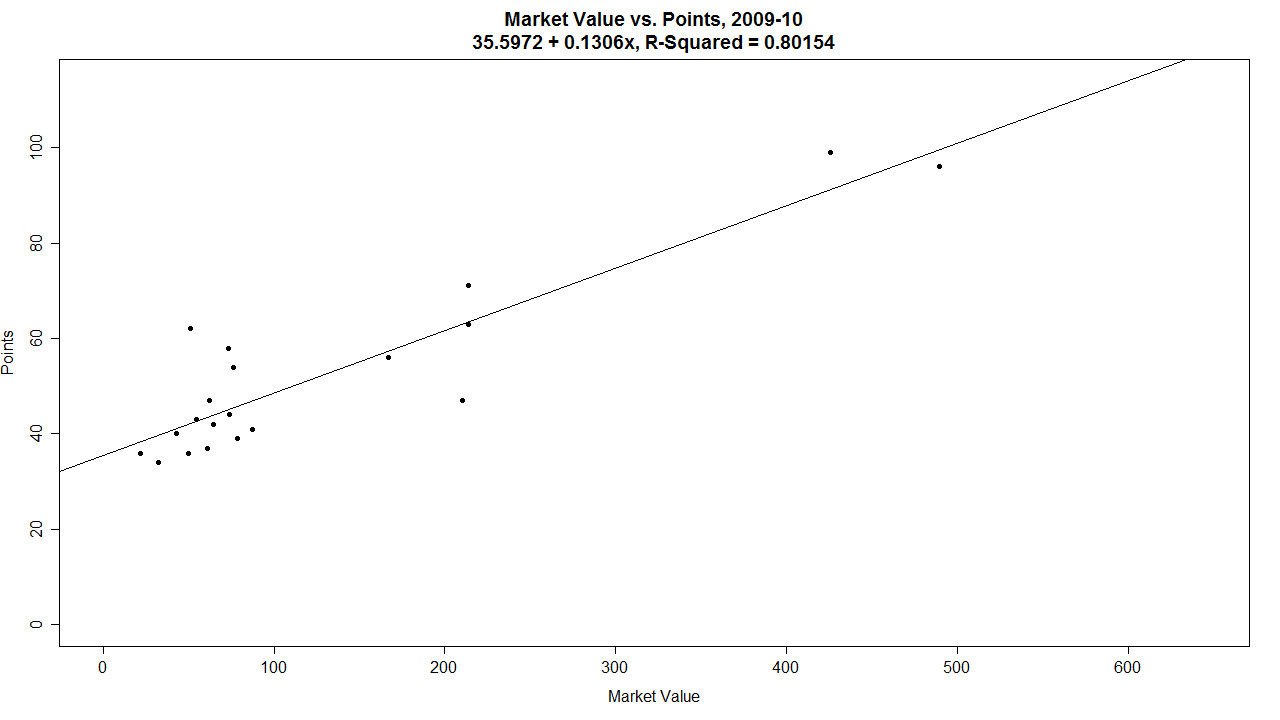 Market Value vs. Points, 2009-10
35.5972 + 0.1306x, R-Squared = 0.80154
Points
100
80
60
40
20
0
0 100 200 300 400 500 600
Market Value